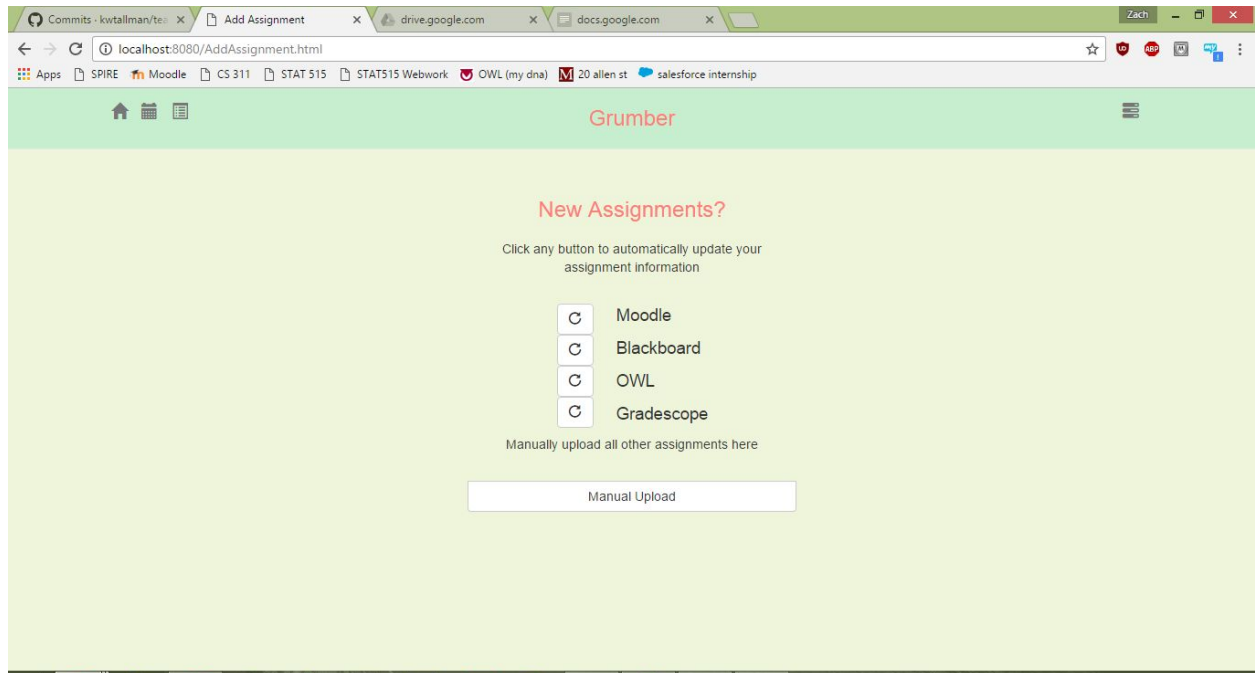 Commits · kwtallman/tea
Add Assignment
drive.google.com
docs.google.com
Zach
localhost:8080/AddAssignment.html
UD
ABP
Apps SPIRE Moodle CS 311 STAT 515 STAT515 Webwork OWL (my dna) M 20 allen st salesforce internship
Grumber
New Assignments?
Click any button to automatically update your
assignment information
Moodle
Blackboard
OWL
Gradescope
Manually upload all other assignments here
Manual Upload